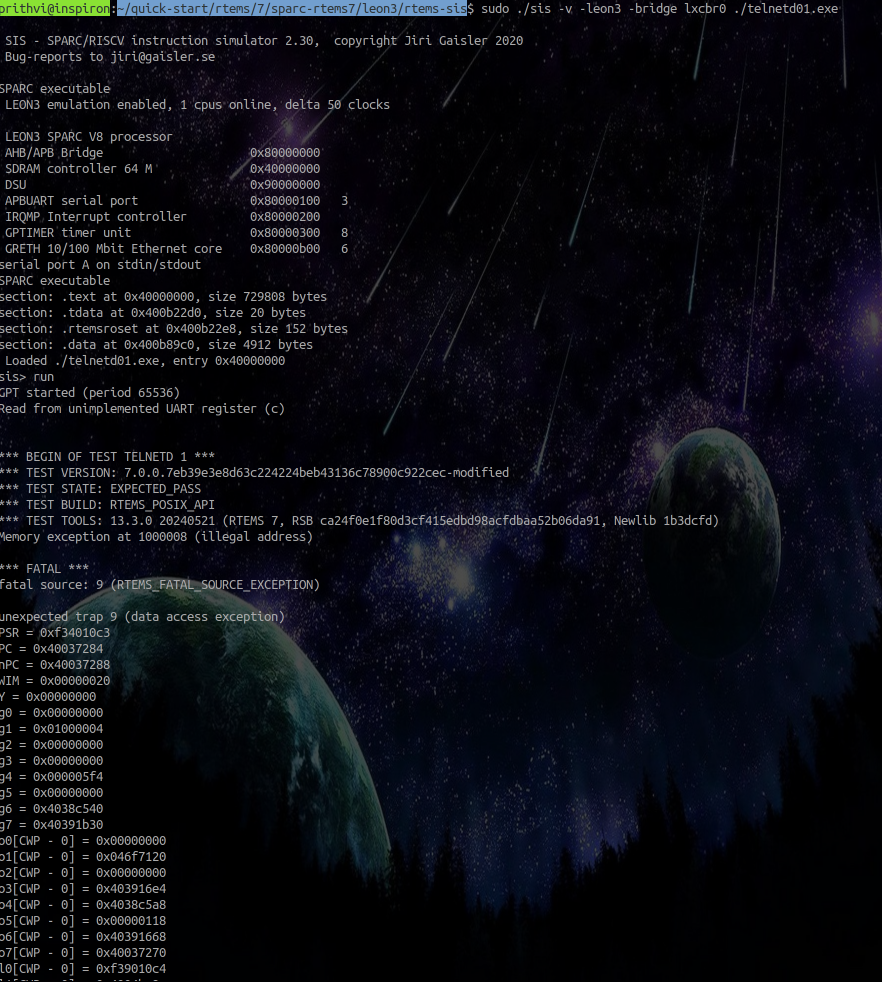 prithvi@inspiron:~/quick-start/rtems/7/sparc-rtems7/leon3/rtems-sis$ sudo ./sis -v -leon3 -bridge lxcbr0 ./telnetd01.exe
SIS - SPARC/RISCV instruction simulator 2.30,  copyright Jiri Gaisler 2020
Bug-reports to jiri@gaisler.se
SPARC executable
LEON3 emulation enabled, 1 cpus online, delta 50 clocks
LEON3 SPARC V8 processor
AHB/APB Bridge 0x80000000
SDRAM controller 64 M 0x40000000
DSU 0x90000000
APBUART serial port 0x80000100 3
IRQMP Interrupt controller 0x80000200
GPTIMER timer unit 0x80000300 8
GRETH 10/100 Mbit Ethernet core 0x80000b00 6
serial port A on stdin/stdout
SPARC executable
section: .text at 0x40000000, size 729808 bytes
section: .tdata at 0x400b22d0, size 20 bytes
section: .rtemsroset at 0x400b22e8, size 152 bytes
section: .data at 0x400b89c0, size 4912 bytes
Loaded ./telnetd01.exe, entry 0x40000000
sis> run
GPT started (period 65536)
Read from unimplemented UART register (c)
*** BEGIN OF TEST TELNETD 1 ***
*** TEST VERSION: 7.0.0.7eb39e3e8d63c224224beb43136c78900c922cec-modified
*** TEST STATE: EXPECTED_PASS
*** TEST BUILD: RTEMS_POSIX_API
*** TEST TOOLS: 13.3.0 20240521 (RTEMS 7, RSB ca24f0e1f80d3cf415edbd98acfdbaa52b06da91, Newlib 1b3dcfd)
Memory exception at 1000008 (illegal address)
*** FATAL ***
fatal source: 9 (RTEMS_FATAL_SOURCE_EXCEPTION)
unexpected trap 9 (data access exception)
PSR = 0xf34010c3
PC = 0x40037284
nPC = 0x40037288
WIM = 0x00000020
Y = 0x00000000
g0 = 0x00000000
g1 = 0x01000004
g2 = 0x00000000
g3 = 0x00000000
g4 = 0x000005f4
g5 = 0x00000000
g6 = 0x4038c540
g7 = 0x40391b30
o0[CWP - 0] = 0x00000000
o1[CWP - 0] = 0x046f7120
o2[CWP - 0] = 0x00000000
o3[CWP - 0] = 0x403916e4
o4[CWP - 0] = 0x4038c5a8
o5[CWP - 0] = 0x00000118
o6[CWP - 0] = 0x40391668
o7[CWP - 0] = 0x40037270
l0[CWP - 0] = 0xf39010c4